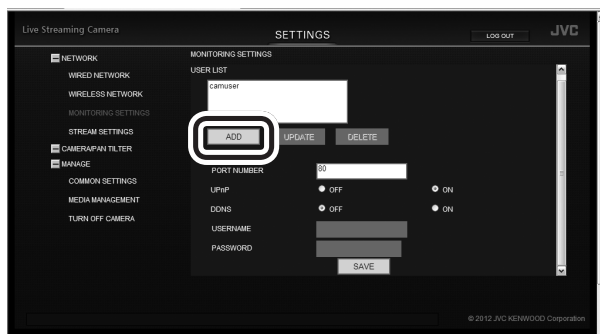 Live Streaming Camera
SETTINGS
LOG OUT
JVC
NETWORK
WIRED NETWORK
WIRELESS NETWORK
MONITORING SETTINGS
STREAM SETTINGS
CAMERA/PAN TILTER
MANAGE
COMMON SETTINGS
MEDIA MANAGEMENT
TURN OFF CAMERA
MONITORING SETTINGS
USER LIST
camuser
ADD UPDATE DELETE
PORT NUMBER 80
UPnP OFF ON
DDNS OFF ON
USERNAME
PASSWORD
SAVE
© 2012 JVC KENWOOD Corporation